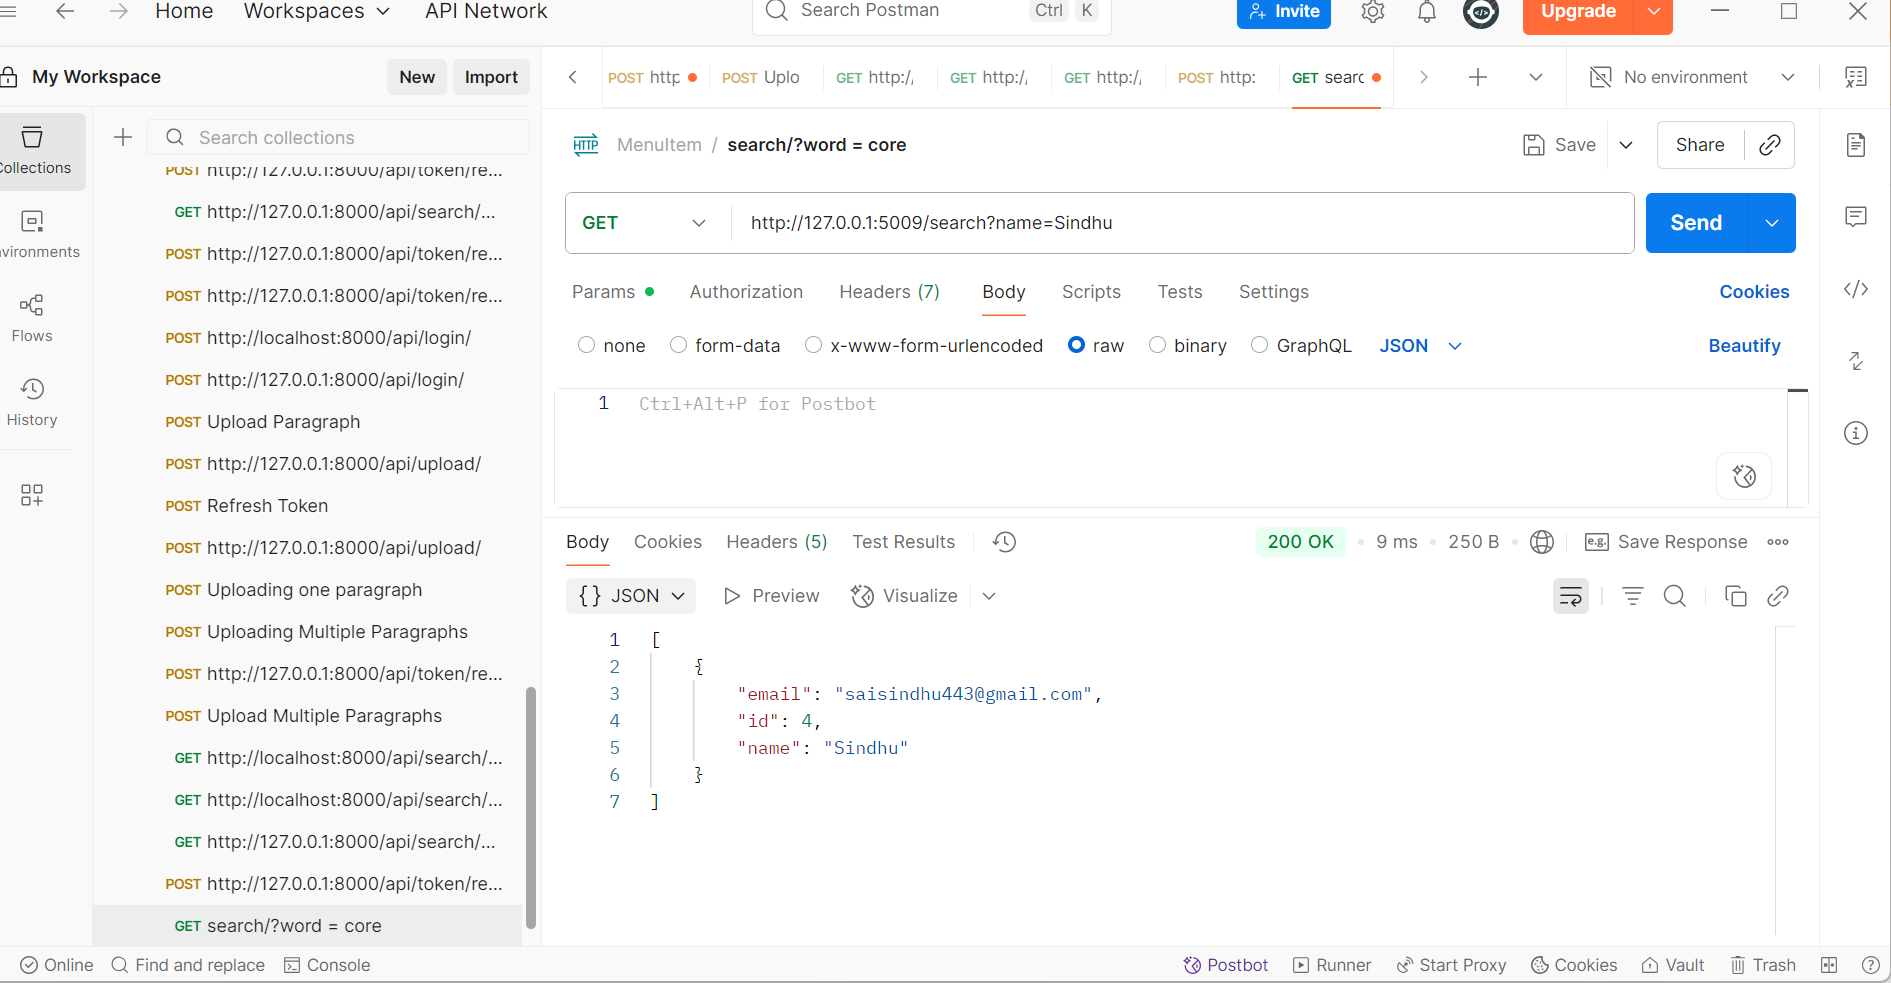 Home Workspaces API Network Search Postman Ctrl K Invite Upgrade
My Workspace New Import
POST http POST Uplo GET http:/ GET http:/ GET http:/ POST http: GET searc No environment
Collections
Search collections
POST http://127.0.0.1:8000/api/token/re...
GET http://127.0.0.1:8000/api/search/...
POST http://127.0.0.1:8000/api/token/re...
POST http://127.0.0.1:8000/api/token/re...
POST http://localhost:8000/api/login/
POST http://127.0.0.1:8000/api/login/
POST Upload Paragraph
POST http://127.0.0.1:8000/api/upload/
POST Refresh Token
POST http://127.0.0.1:8000/api/upload/
POST Uploading one paragraph
POST Uploading Multiple Paragraphs
POST http://127.0.0.1:8000/api/token/re...
POST Upload Multiple Paragraphs
GET http://localhost:8000/api/search/...
GET http://localhost:8000/api/search/...
GET http://127.0.0.1:8000/api/search/...
POST http://127.0.0.1:8000/api/token/re...
GET search/?word = core
vironments
Flows
History
HTTP MenuItem / search/?word = core Save Share
GET http://127.0.0.1:5009/search?name=Sindhu Send
Params Authorization Headers (7) Body Scripts Tests Settings Cookies
none form-data x-www-form-urlencoded raw binary GraphQL JSON Beautify
1 Ctrl+Alt+P for Postbot
Body Cookies Headers (5) Test Results 200 OK 9 ms 250 B e.g. Save Response
{} JSON Preview Visualize
1 [
2 {
3 "email": "saisindhu443@gmail.com",
4 "id": 4,
5 "name": "Sindhu"
6 }
7 ]
Online Find and replace Console Postbot Runner Start Proxy Cookies Vault Trash